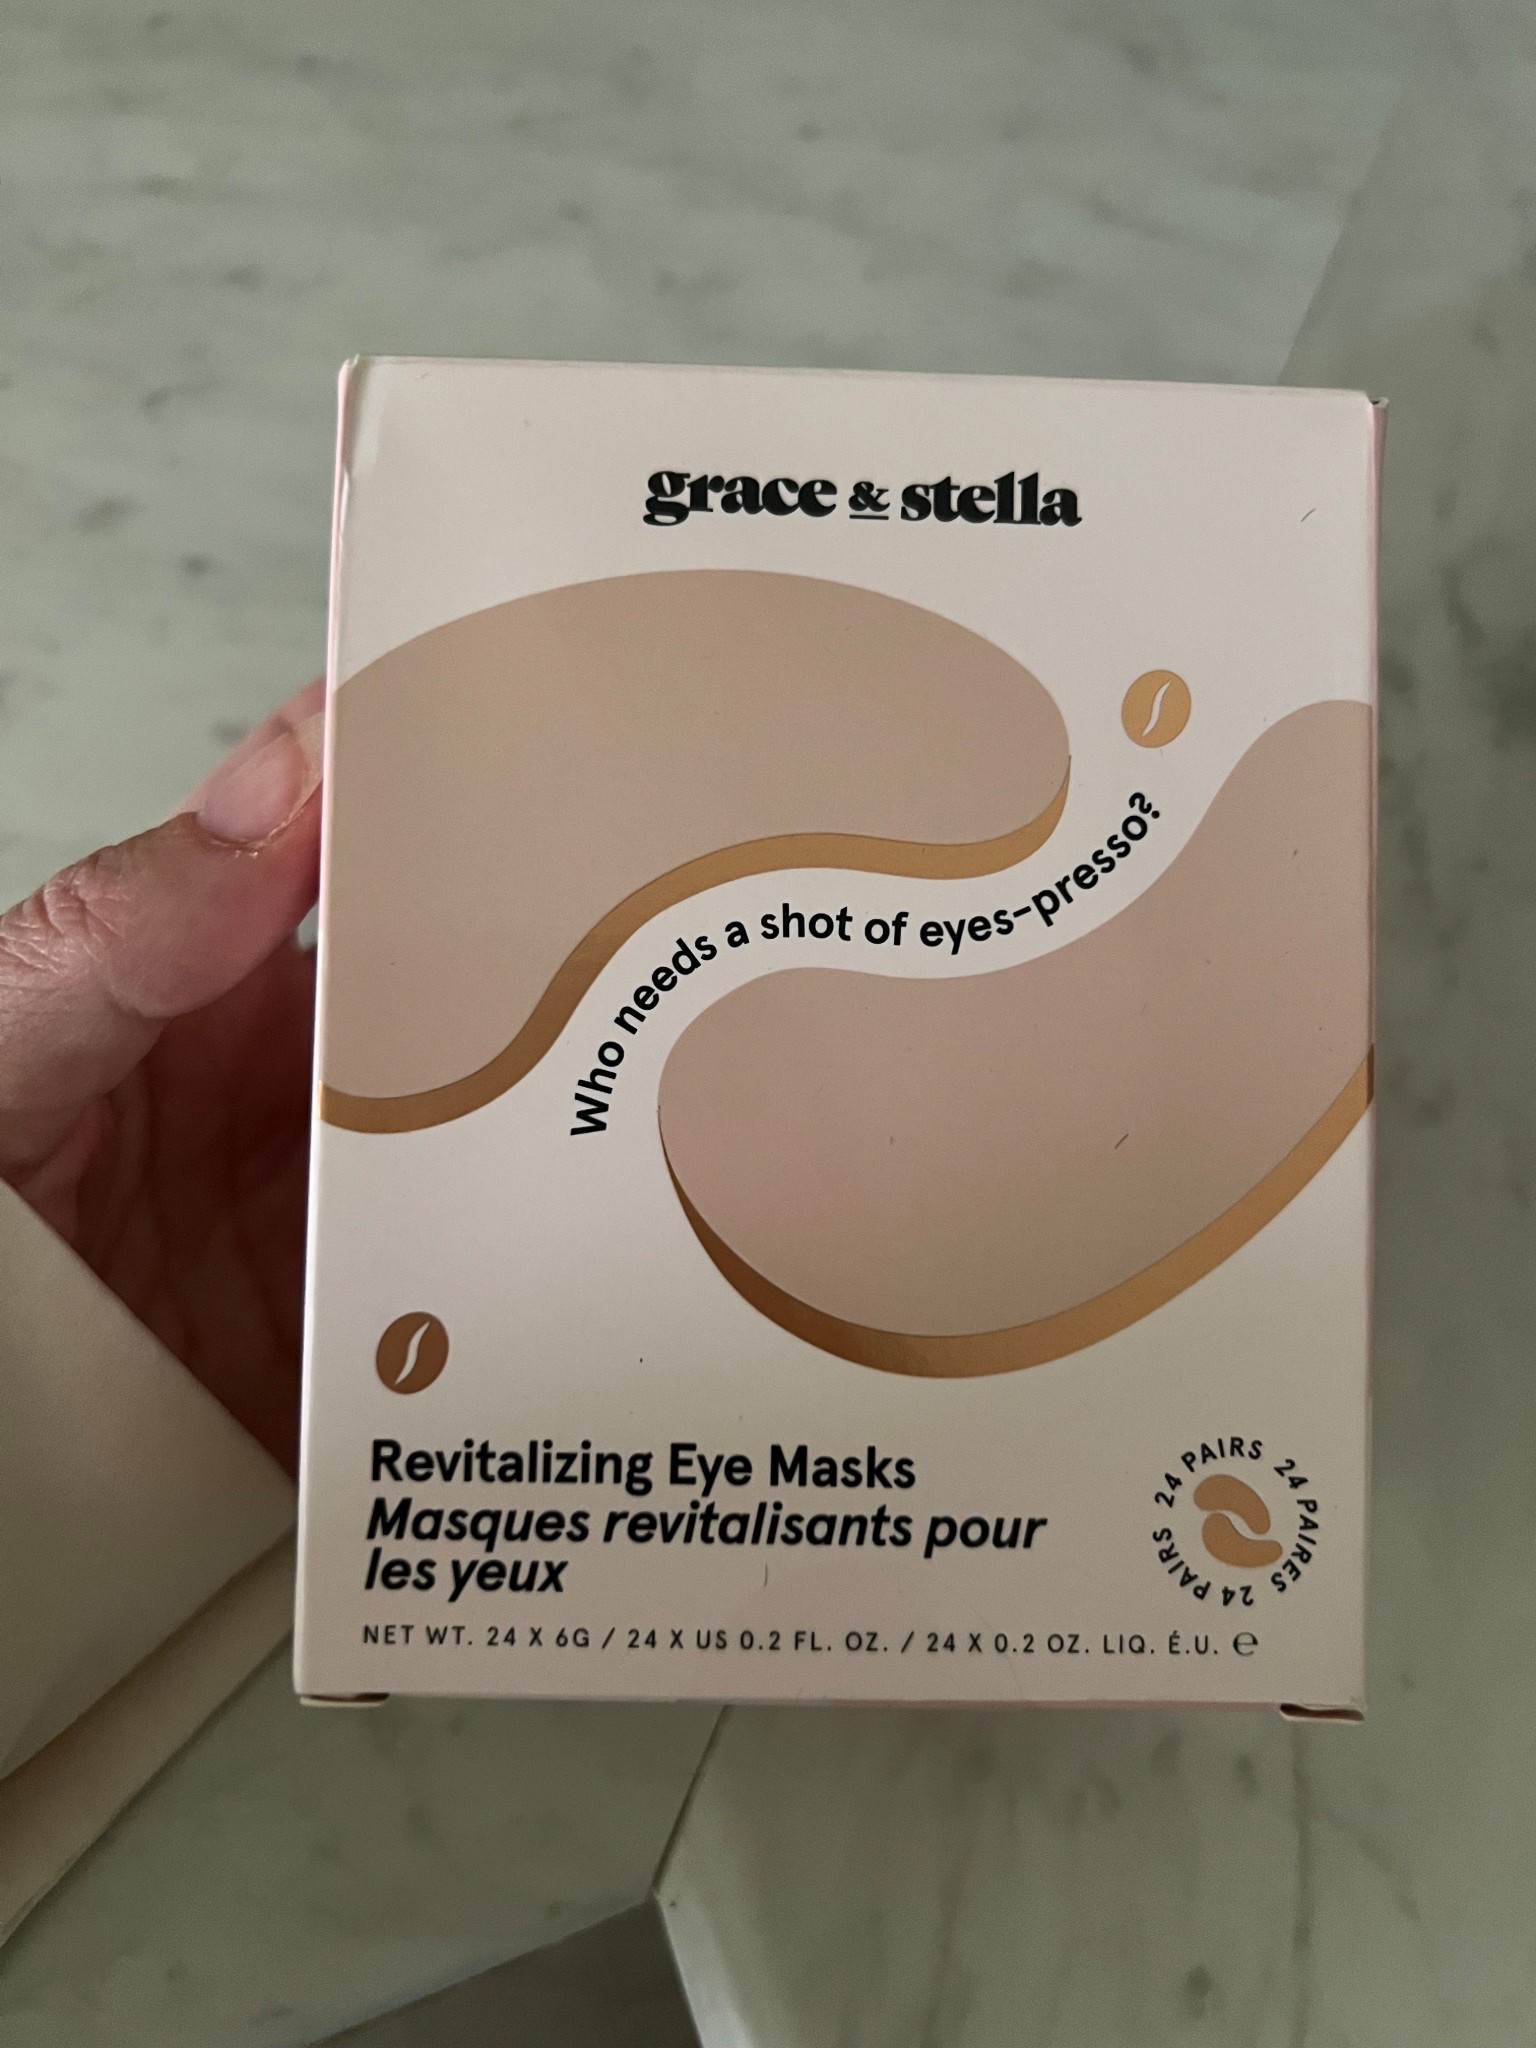 grace & stella
Who needs a shot of eyes-presso?
Revitalizing Eye Masks
Masques revitalisants pour
les yeux
24 PAIRS 24 PAIRES 24 PAIRS
NET WT. 24 X 6G / 24 X US 0.2 FL. OZ. / 24 X 0.2 OZ. LIQ. É.U. ℮